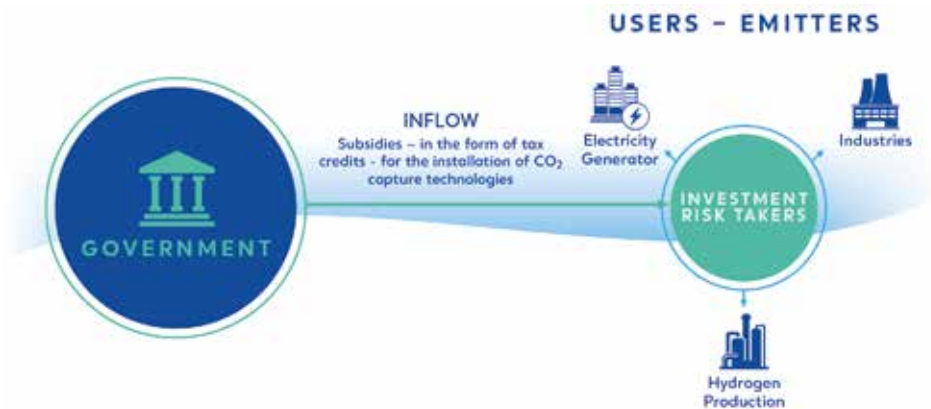 USERS – EMITTERS
INFLOW
Subsidies – in the form of tax
credits - for the installation of CO₂
capture technologies
Electricity
Generator
Industries
GOVERNMENT
INVESTMENT
RISK TAKERS
Hydrogen
Production